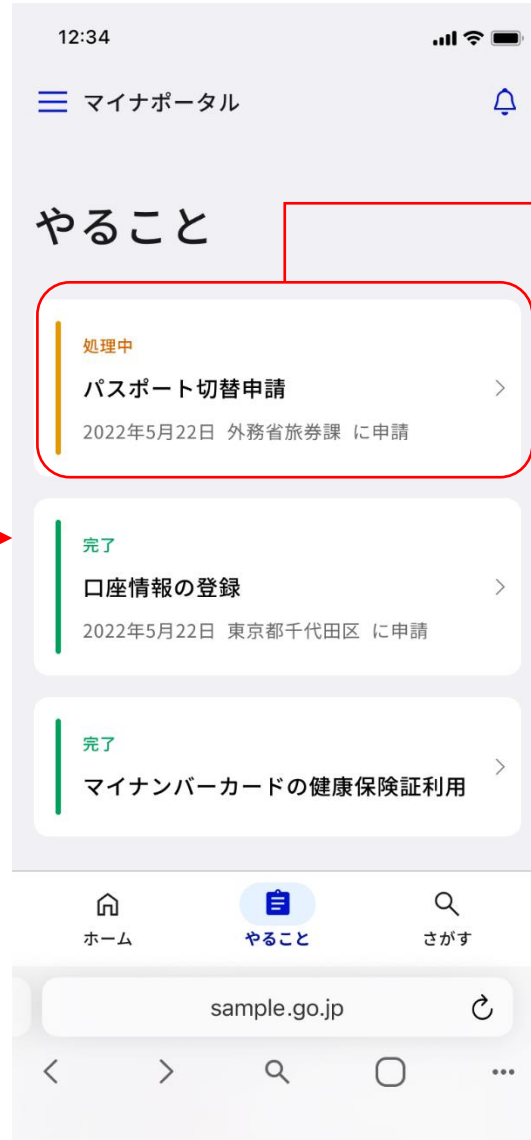 12:34
マイナポータル
やること
処理中
パスポート切替申請
2022年5月22日 外務省旅券課 に申請
完了
口座情報の登録
2022年5月22日 東京都千代田区 に申請
完了
マイナンバーカードの健康保険証利用
ホーム
やること
さがす
sample.go.jp